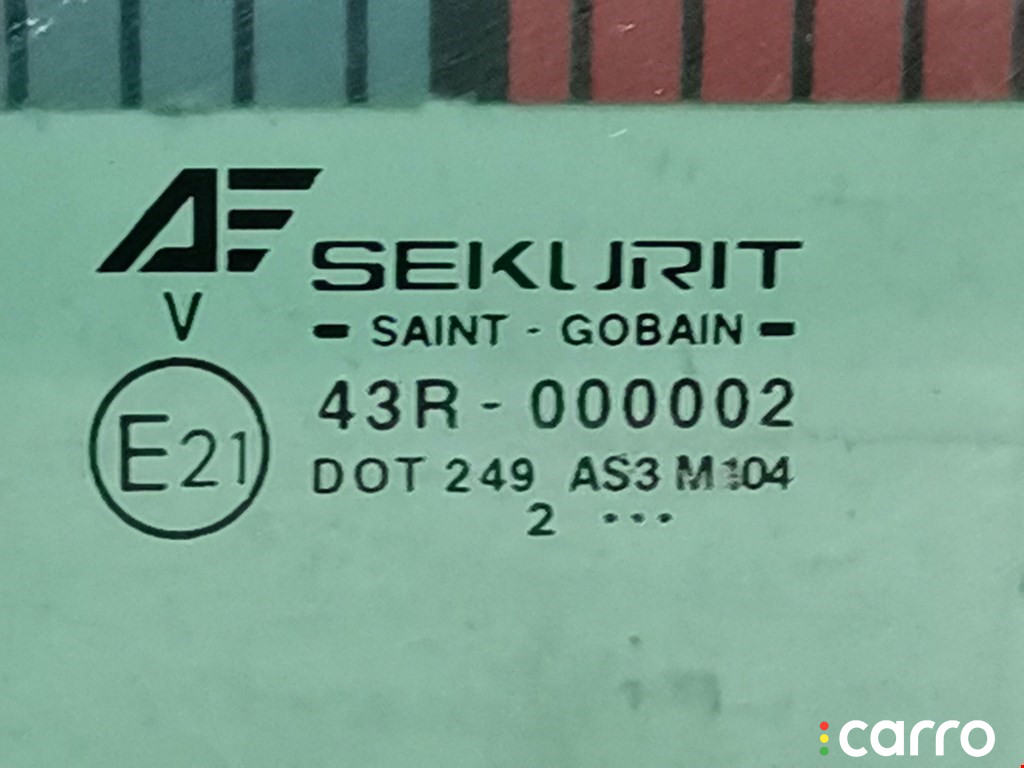 AF
SEKURIT
V
- SAINT - GOBAIN -
E21
43R - 000002
DOT 249 AS3 M104
2 •••
carro